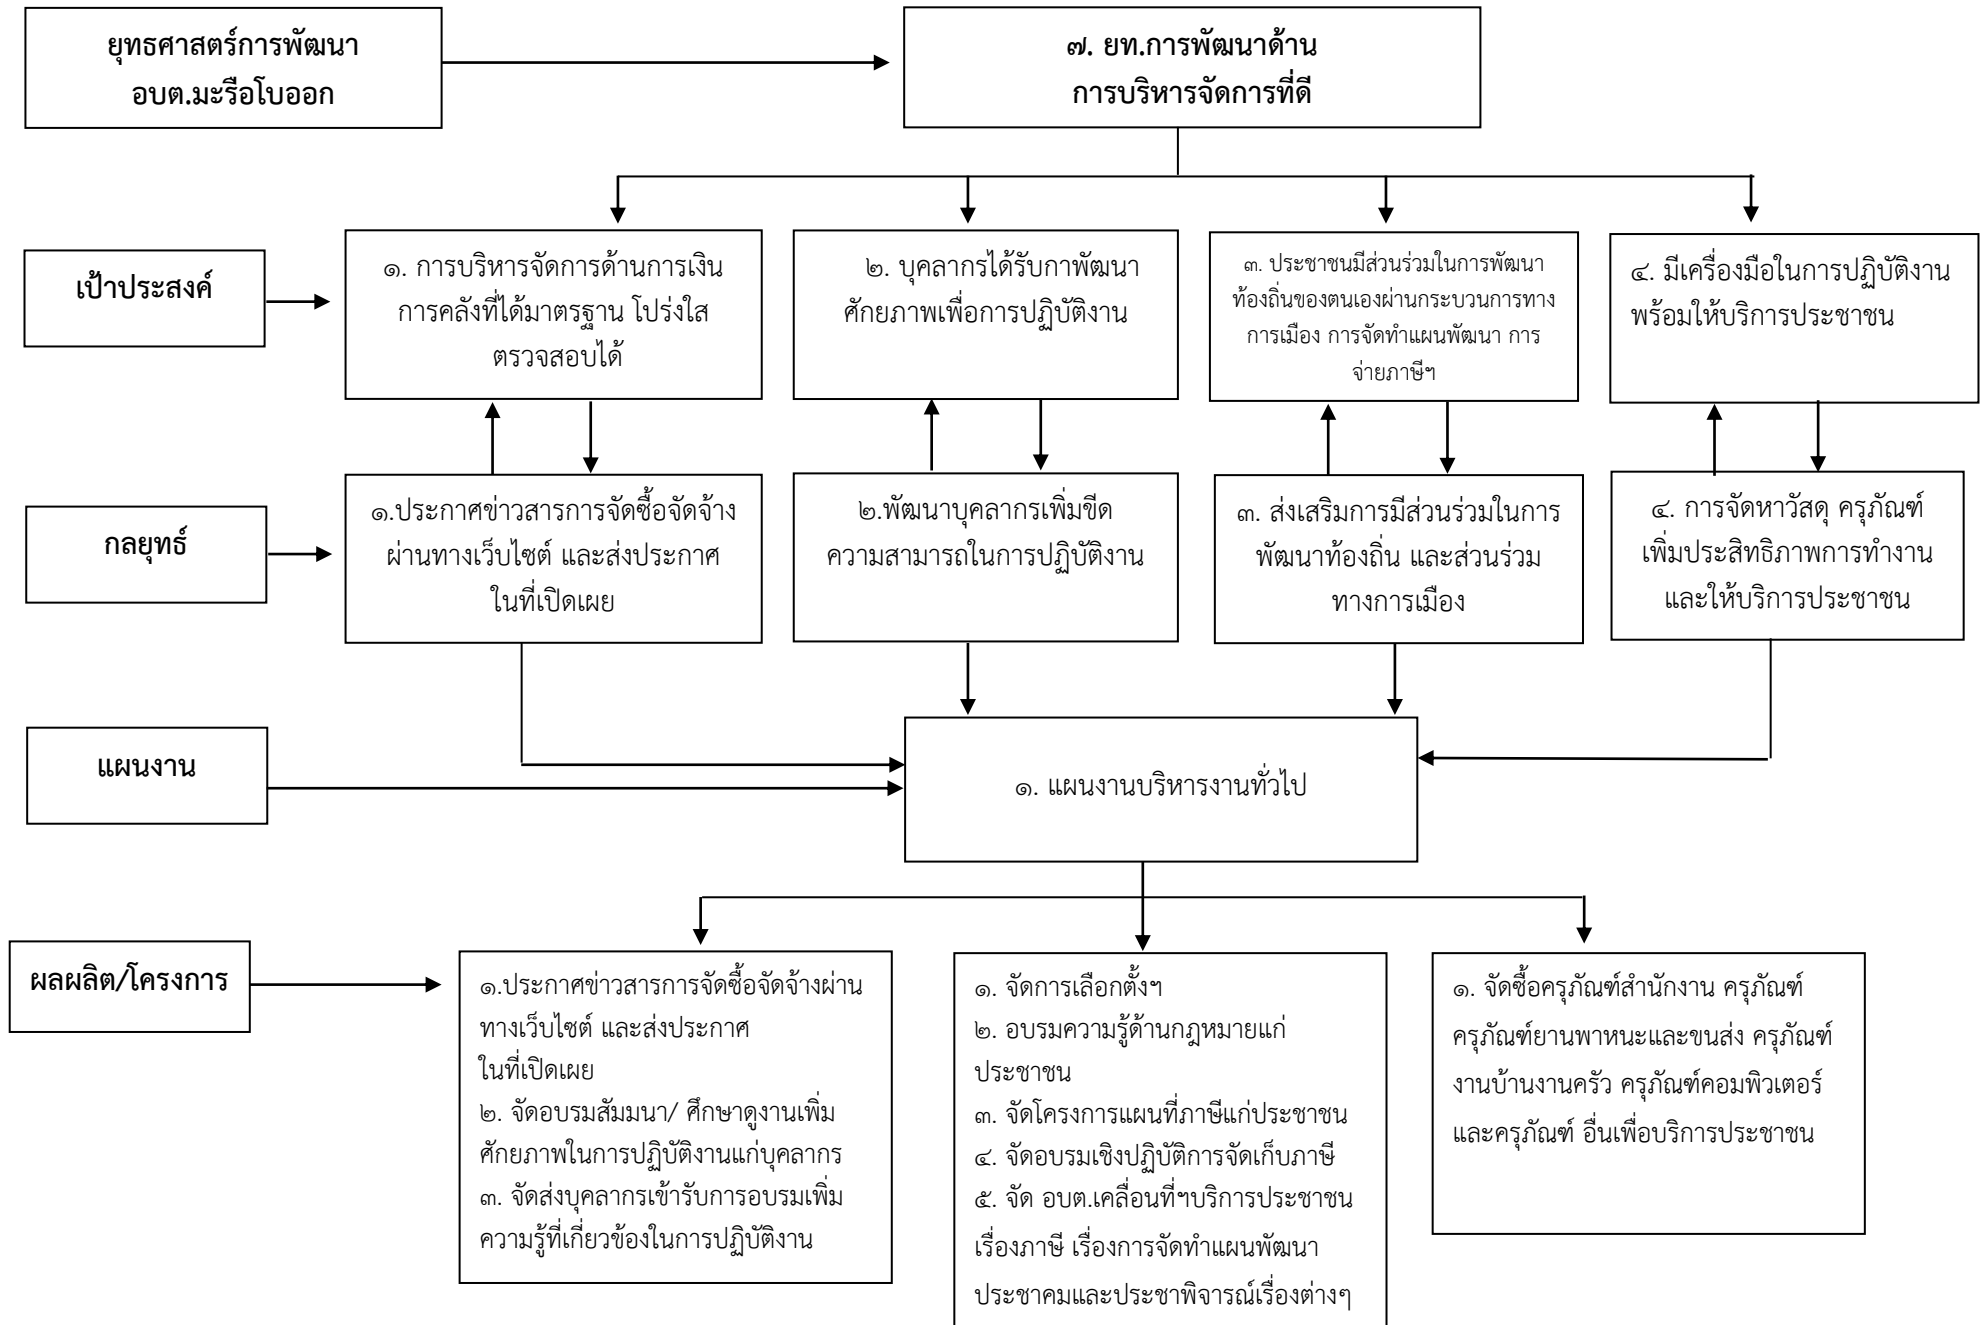 ยุทธศาสตร์การพัฒนา
อบต.มะรือโบออก
๗. ยท.การพัฒนาด้าน
การบริหารจัดการที่ดี
เป้าประสงค์
๑. การบริหารจัดการด้านการเงิน
การคลังที่ได้มาตรฐาน โปร่งใส
ตรวจสอบได้
๒. บุคลากรได้รับกาพัฒนา
ศักยภาพเพื่อการปฏิบัติงาน
๓. ประชาชนมีส่วนร่วมในการพัฒนา
ท้องถิ่นของตนเองผ่านกระบวนการทาง
การเมือง การจัดทำแผนพัฒนา การ
จ่ายภาษีฯ
๔. มีเครื่องมือในการปฏิบัติงาน
พร้อมให้บริการประชาชน
กลยุทธ์
๑.ประกาศข่าวสารการจัดซื้อจัดจ้าง
ผ่านทางเว็บไซต์ และส่งประกาศ
ในที่เปิดเผย
๒.พัฒนาบุคลากรเพิ่มขีด
ความสามารถในการปฏิบัติงาน
๓. ส่งเสริมการมีส่วนร่วมในการ
พัฒนาท้องถิ่น และส่วนร่วม
ทางการเมือง
๔. การจัดหาวัสดุ ครุภัณฑ์
เพิ่มประสิทธิภาพการทำงาน
และให้บริการประชาชน
แผนงาน
๑. แผนงานบริหารงานทั่วไป
ผลผลิต/โครงการ
๑.ประกาศข่าวสารการจัดซื้อจัดจ้างผ่าน
ทางเว็บไซต์ และส่งประกาศ
ในที่เปิดเผย
๒. จัดอบรมสัมมนา/ ศึกษาดูงานเพิ่ม
ศักยภาพในการปฏิบัติงานแก่บุคลากร
๓. จัดส่งบุคลากรเข้ารับการอบรมเพิ่ม
ความรู้ที่เกี่ยวข้องในการปฏิบัติงาน
๑. จัดการเลือกตั้งฯ
๒. อบรมความรู้ด้านกฎหมายแก่
ประชาชน
๓. จัดโครงการแผนที่ภาษีแก่ประชาชน
๔. จัดอบรมเชิงปฏิบัติการจัดเก็บภาษี
๕. จัด อบต.เคลื่อนที่ฯบริการประชาชน
เรื่องภาษี เรื่องการจัดทำแผนพัฒนา
ประชาคมและประชาพิจารณ์เรื่องต่างๆ
๑. จัดซื้อครุภัณฑ์สำนักงาน ครุภัณฑ์
ครุภัณฑ์ยานพาหนะและขนส่ง ครุภัณฑ์
งานบ้านงานครัว ครุภัณฑ์คอมพิวเตอร์
และครุภัณฑ์ อื่นเพื่อบริการประชาชน